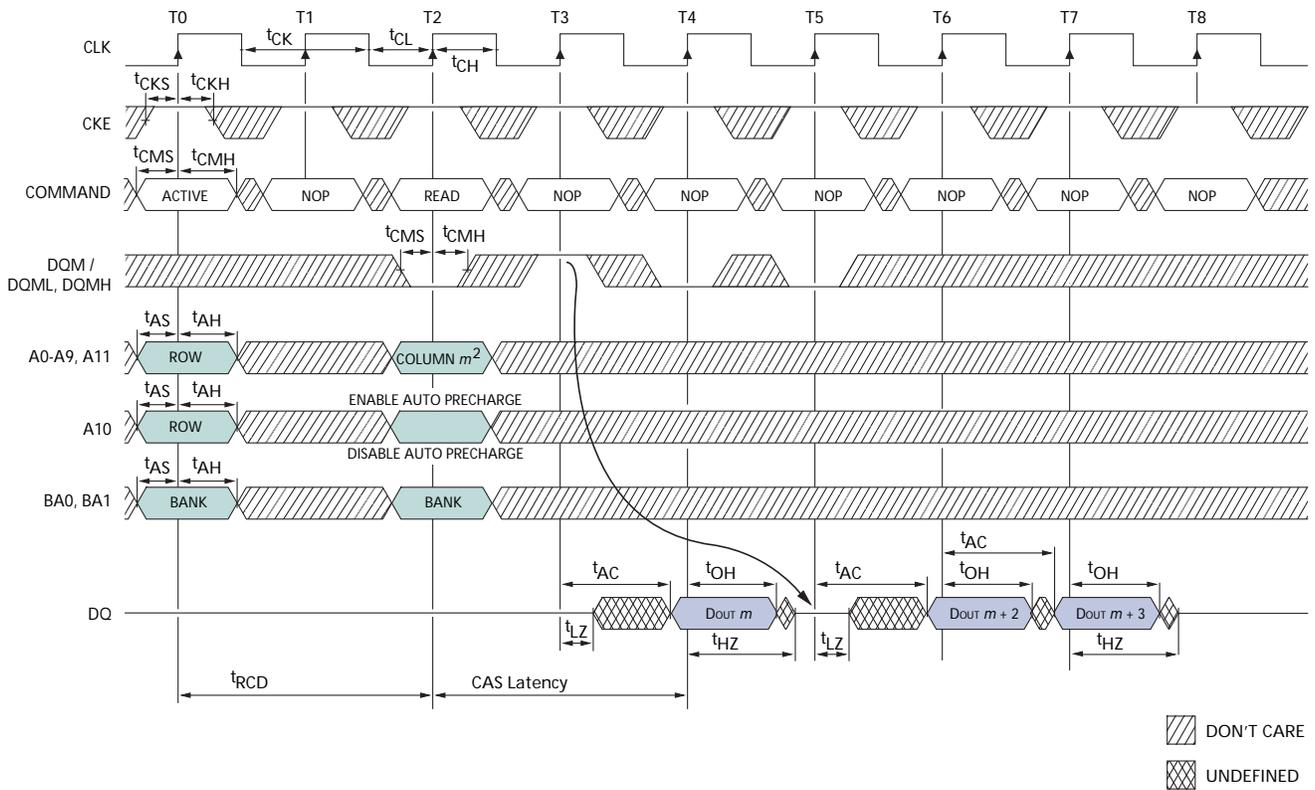 T0 T1 T2 T3 T4 T5 T6 T7 T8
CLK
tCK tCL tCH
tCKS tCKH
CKE
tCMS tCMH
COMMAND ACTIVE NOP READ NOP NOP NOP NOP NOP NOP
tCMS tCMH
DQM /
DQML, DQMH
tAS tAH
A0-A9, A11 ROW COLUMN m2
tAS tAH ENABLE AUTO PRECHARGE
A10 ROW
DISABLE AUTO PRECHARGE
tAS tAH
BA0, BA1 BANK BANK
tAC
tAC tOH tAC tOH tOH
DQ DOUT m DOUT m + 2 DOUT m + 3
tLZ tHZ tLZ tHZ
tRCD CAS Latency
DON'T CARE
UNDEFINED